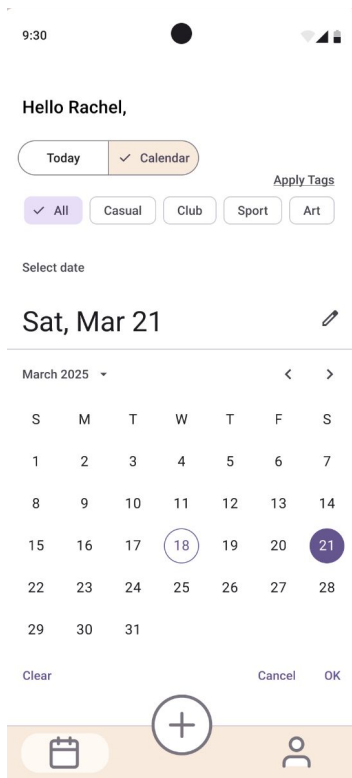 9:30
Hello Rachel,
Today Calendar
Apply Tags
All Casual Club Sport Art
Select date
Sat, Mar 21
March 2025
S M T W T F S
1 2 3 4 5 6 7
8 9 10 11 12 13 14
15 16 17 18 19 20 21
22 23 24 25 26 27 28
29 30 31
Clear Cancel OK